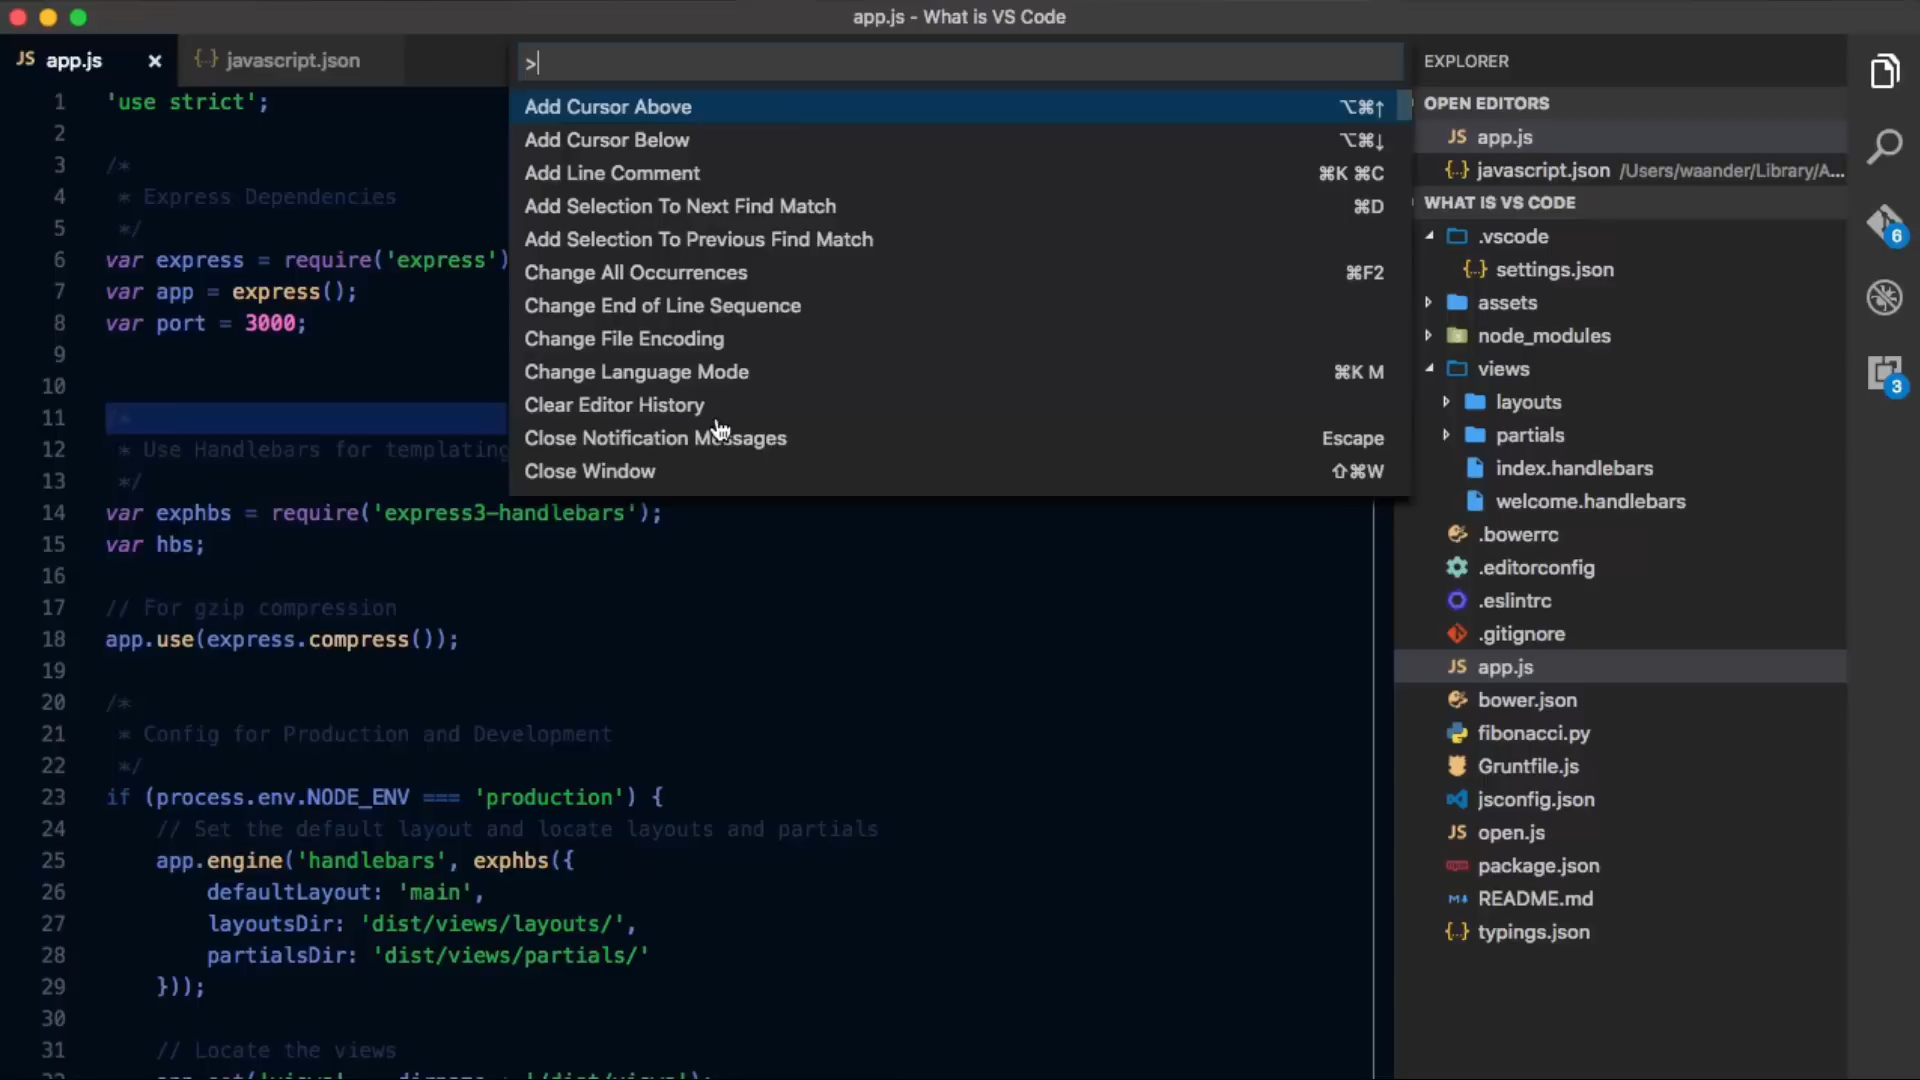 app.js - What is VS Code
JS app.js ×
{··} javascript.json
>
Add Cursor Above ⌥⌘↑
Add Cursor Below ⌥⌘↓
Add Line Comment ⌘K ⌘C
Add Selection To Next Find Match ⌘D
Add Selection To Previous Find Match
Change All Occurrences ⌘F2
Change End of Line Sequence
Change File Encoding
Change Language Mode ⌘K M
Clear Editor History
Close Notification Messages Escape
Close Window ⇧⌘W
1 'use strict';
2
3 /*
4 * Express Dependencies
5 */
6 var express = require('express')
7 var app = express();
8 var port = 3000;
9
10
11 /*
12 * Use Handlebars for templating
13 */
14 var exphbs = require('express3-handlebars');
15 var hbs;
16
17 // For gzip compression
18 app.use(express.compress());
19
20 /*
21 * Config for Production and Development
22 */
23 if (process.env.NODE_ENV === 'production') {
24 // Set the default layout and locate layouts and partials
25 app.engine('handlebars', exphbs({
26 defaultLayout: 'main',
27 layoutsDir: 'dist/views/layouts/',
28 partialsDir: 'dist/views/partials/'
29 }));
30
31 // Locate the views
EXPLORER
OPEN EDITORS
JS app.js
{··} javascript.json /Users/waander/Library/A...
WHAT IS VS CODE
.vscode
{··} settings.json
assets
node_modules
views
layouts
partials
index.handlebars
welcome.handlebars
.bowerrc
.editorconfig
.eslintrc
.gitignore
JS app.js
bower.json
fibonacci.py
Gruntfile.js
jsconfig.json
JS open.js
package.json
M↓ README.md
{··} typings.json
6
3